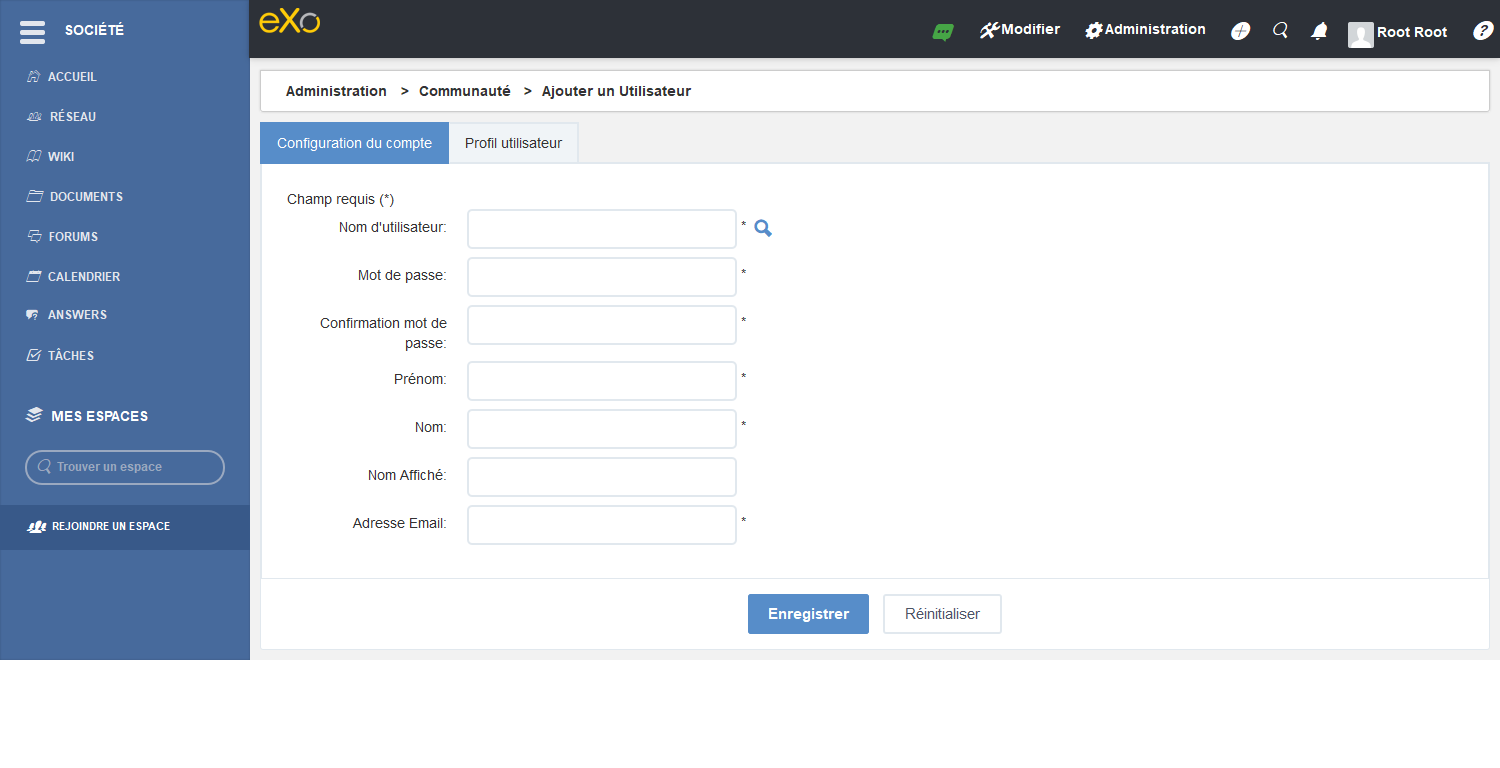 SOCIÉTÉ
eXo
Modifier
Administration
Root Root
?
ACCUEIL
RÉSEAU
WIKI
DOCUMENTS
FORUMS
CALENDRIER
ANSWERS
TÂCHES
MES ESPACES
Trouver un espace
REJOINDRE UN ESPACE
Administration > Communauté > Ajouter un Utilisateur
Configuration du compte
Profil utilisateur
Champ requis (*)
Nom d'utilisateur: *
Mot de passe: *
Confirmation mot de *
passe:
Prénom: *
Nom: *
Nom Affiché:
Adresse Email: *
Enregistrer
Réinitialiser